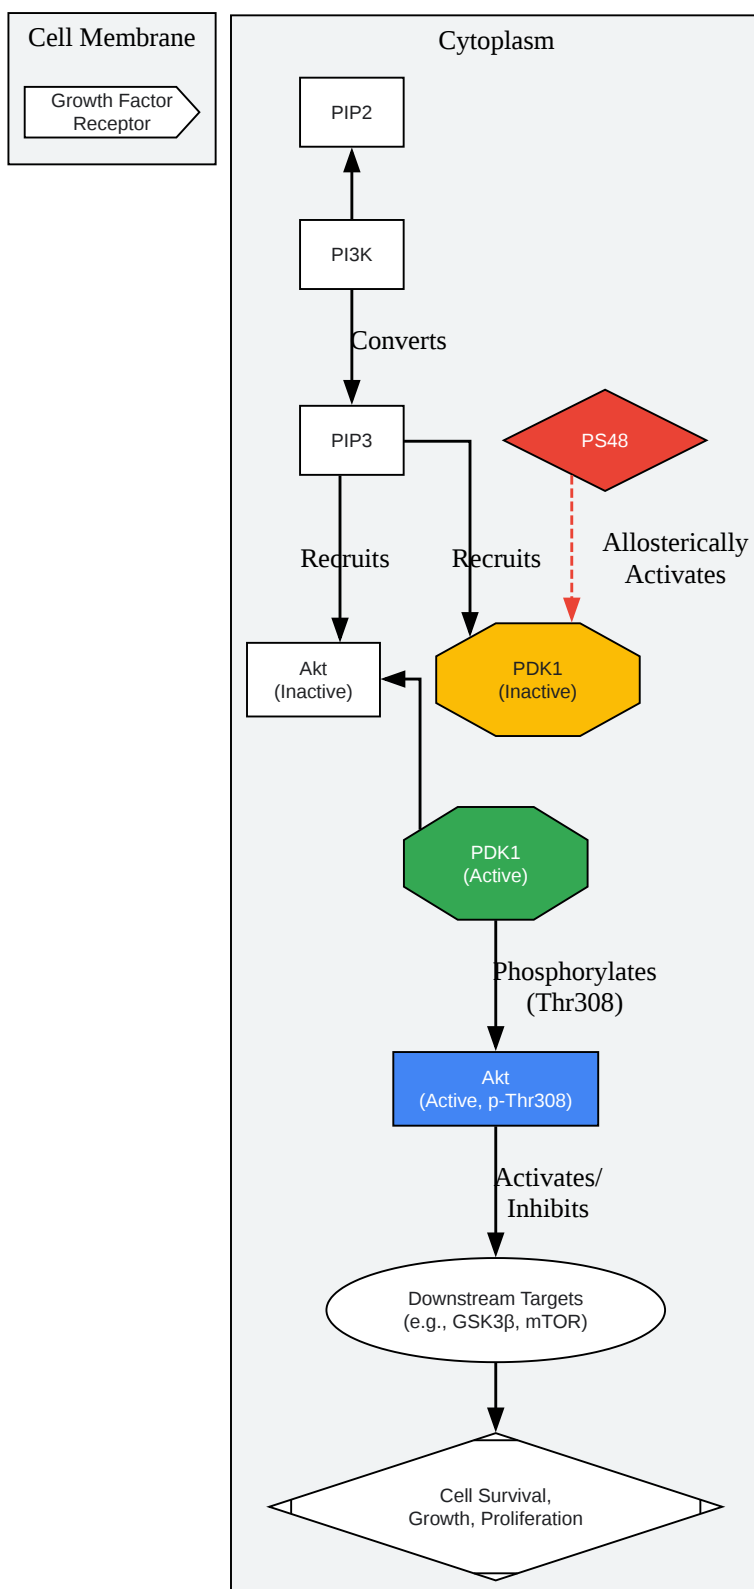 Cell Membrane
Growth Factor
Receptor
Cytoplasm
PIP2
PI3K
Converts
PIP3
PS48
Recruits
Recruits
Allosterically
Activates
Akt
(Inactive)
PDK1
(Inactive)
PDK1
(Active)
Phosphorylates
(Thr308)
Akt
(Active, p-Thr308)
Activates/
Inhibits
Downstream Targets
(e.g., GSK3β, mTOR)
Cell Survival,
Growth, Proliferation